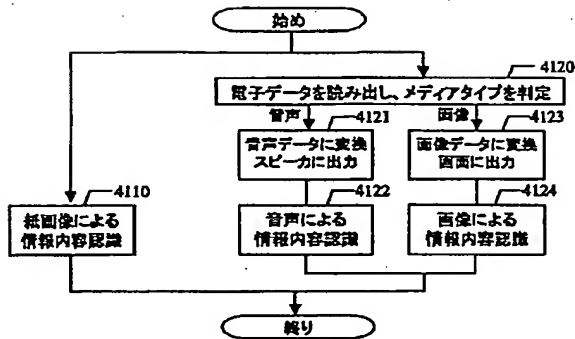 始め
4120
電子データを読み出し、メディアタイプを判定
音声
4121
画像
4123
音声データに変換
スピーカに出力
画像データに変換
画面に出力
4110
4122
4124
紙画像による
情報内容認識
音声による
情報内容認識
画像による
情報内容認識
終り